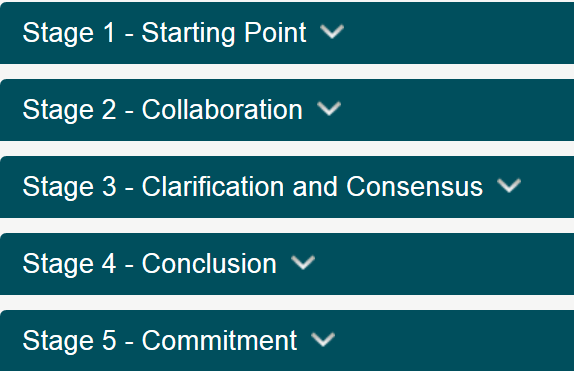 Stage 1 - Starting Point
Stage 2 - Collaboration
Stage 3 - Clarification and Consensus
Stage 4 - Conclusion
Stage 5 - Commitment